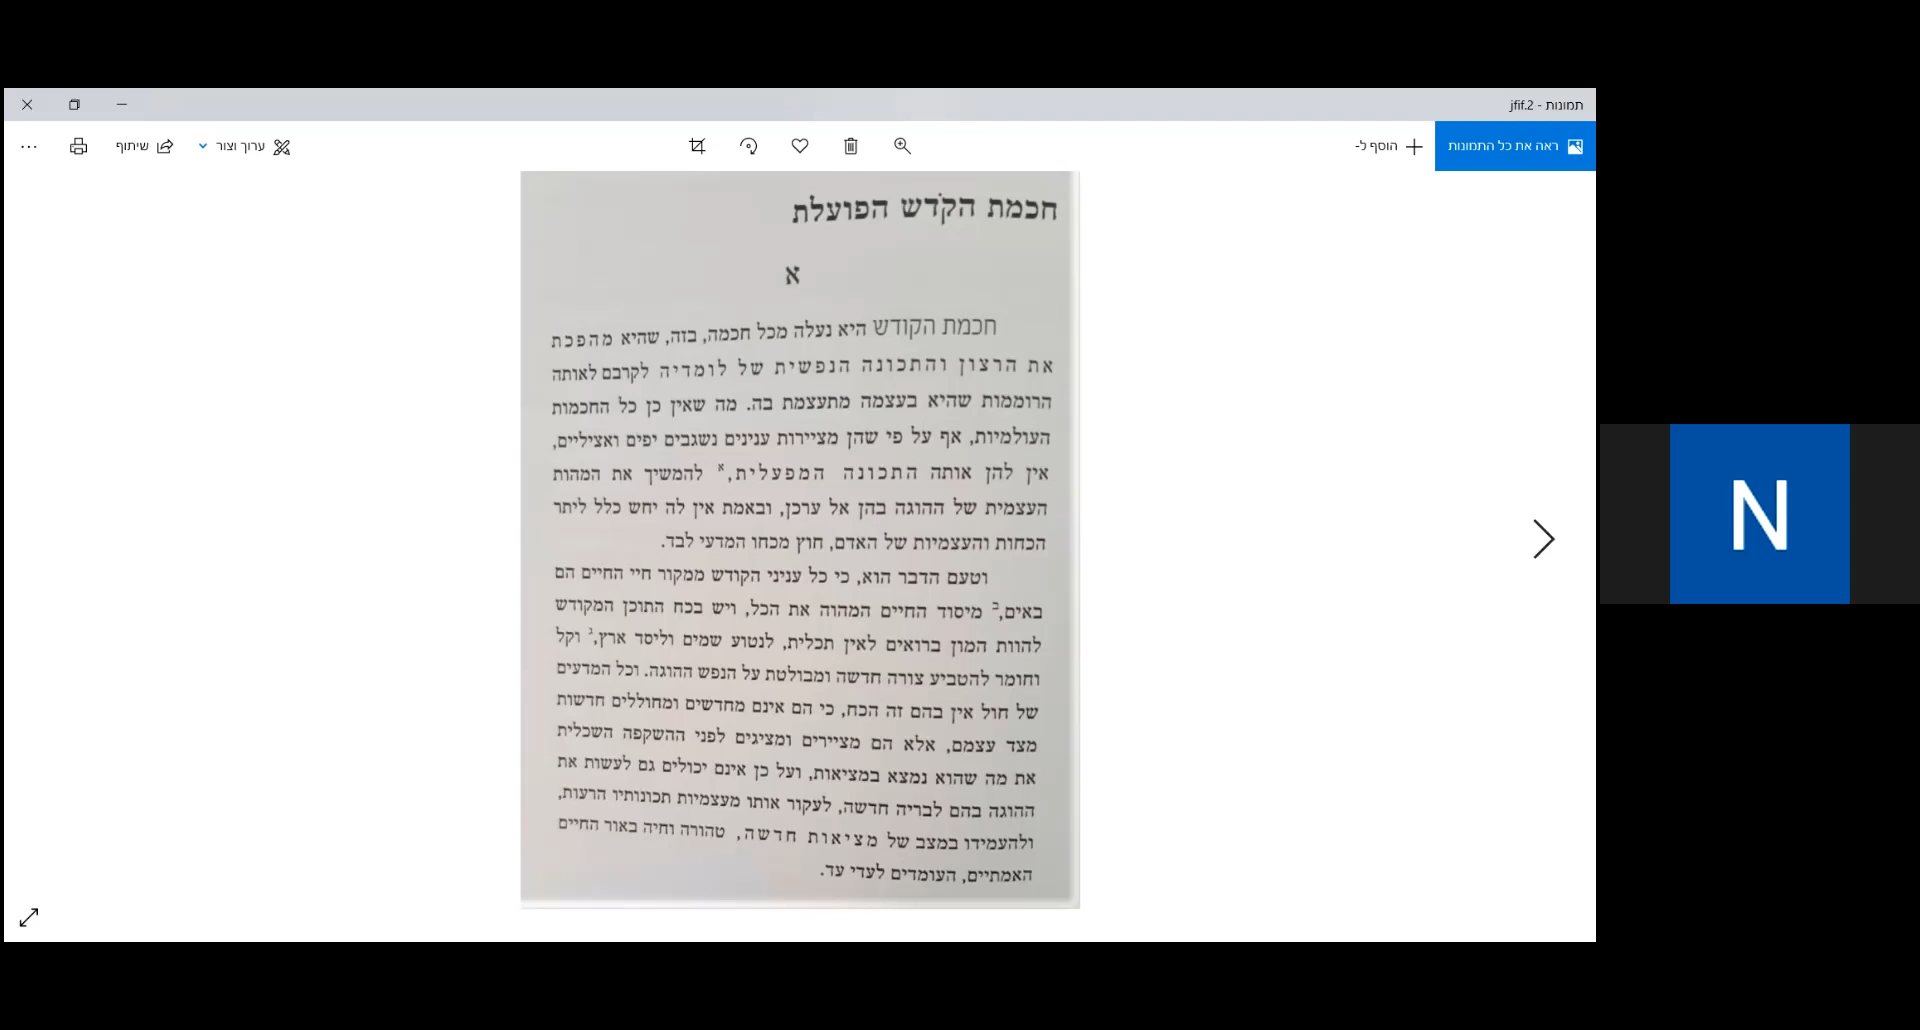 תמונות - 2.jfif
ראה את כל התמונות
הוסף ל-
ערוך וצור
שיתוף
חכמת הקֹדש הפועלת
א
חכמת הקודש היא נעלה מכל חכמה, בזה, שהיא מהפכת
את הרצון והתכונה הנפשית של לומדיה לקרבם לאותה
הרוממות שהיא בעצמה מתעצמת בה. מה שאין כן כל החכמות
העולמיות, אף על פי שהן מציירות ענינים נשגבים יפים ואציליים,
אין להן אותה התכונה המפעלית,א להמשיך את המהות
העצמית של ההוגה בהן אל ערכן, ובאמת אין לה יחש כלל ליתר
הכחות והעצמיות של האדם, חוץ מכחו המדעי לבד.
וטעם הדבר הוא, כי כל עניני הקודש ממקור חיי החיים הם
באים,ב מיסוד החיים המהוה את הכל, ויש בכח התוכן המקודש
להוות המון ברואים לאין תכלית, לנטוע שמים וליסד ארץ,ג וקל
וחומר להטביע צורה חדשה ומבולטת על הנפש ההוגה. וכל המדעים
של חול אין בהם זה הכח, כי הם אינם מחדשים ומחוללים חדשות
מצד עצמם, אלא הם מציירים ומציגים לפני ההשקפה השכלית
את מה שהוא נמצא במציאות, ועל כן אינם יכולים גם לעשות את
ההוגה בהם לבריה חדשה, לעקור אותו מעצמיות תכונותיו הרעות,
ולהעמידו במצב של מציאות חדשה, טהורה וחיה באור החיים
האמתיים, העומדים לעדי עד.
N